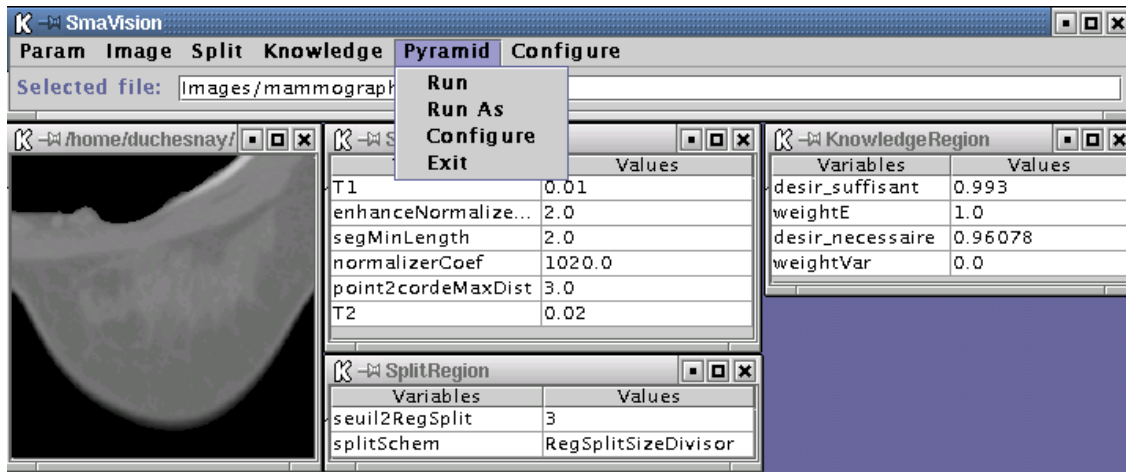 SmaVision
Param Image Split Knowledge Pyramid Configure
Selected file: Images/mammograph
Run
Run As
Configure
Exit
/home/duchesnay/
S
Values
T1 0.01
enhanceNormalize... 2.0
segMinLength 2.0
normalizerCoef 1020.0
point2cordeMaxDist 3.0
T2 0.02
KnowledgeRegion
Variables Values
desir_suffisant 0.993
weightE 1.0
desir_necessaire 0.96078
weightVar 0.0
SplitRegion
Variables Values
seuil2RegSplit 3
splitSchem RegSplitSizeDivisor